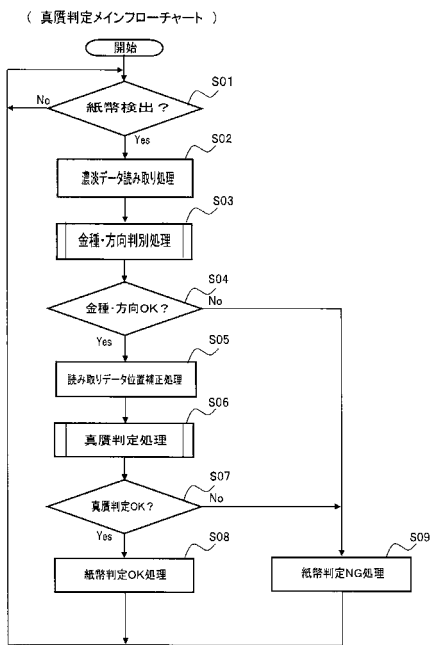 ( 真贋判定メインフローチャート )
開始
S01
No
紙幣検出?
Yes
S02
濃淡データ読み取り処理
S03
金種・方向判別処理
S04
金種・方向OK?
No
Yes
S05
読み取りデータ位置補正処理
S06
真贋判定処理
S07
真贋判定OK?
No
Yes
S08
紙幣判定OK処理
S09
紙幣判定NG処理